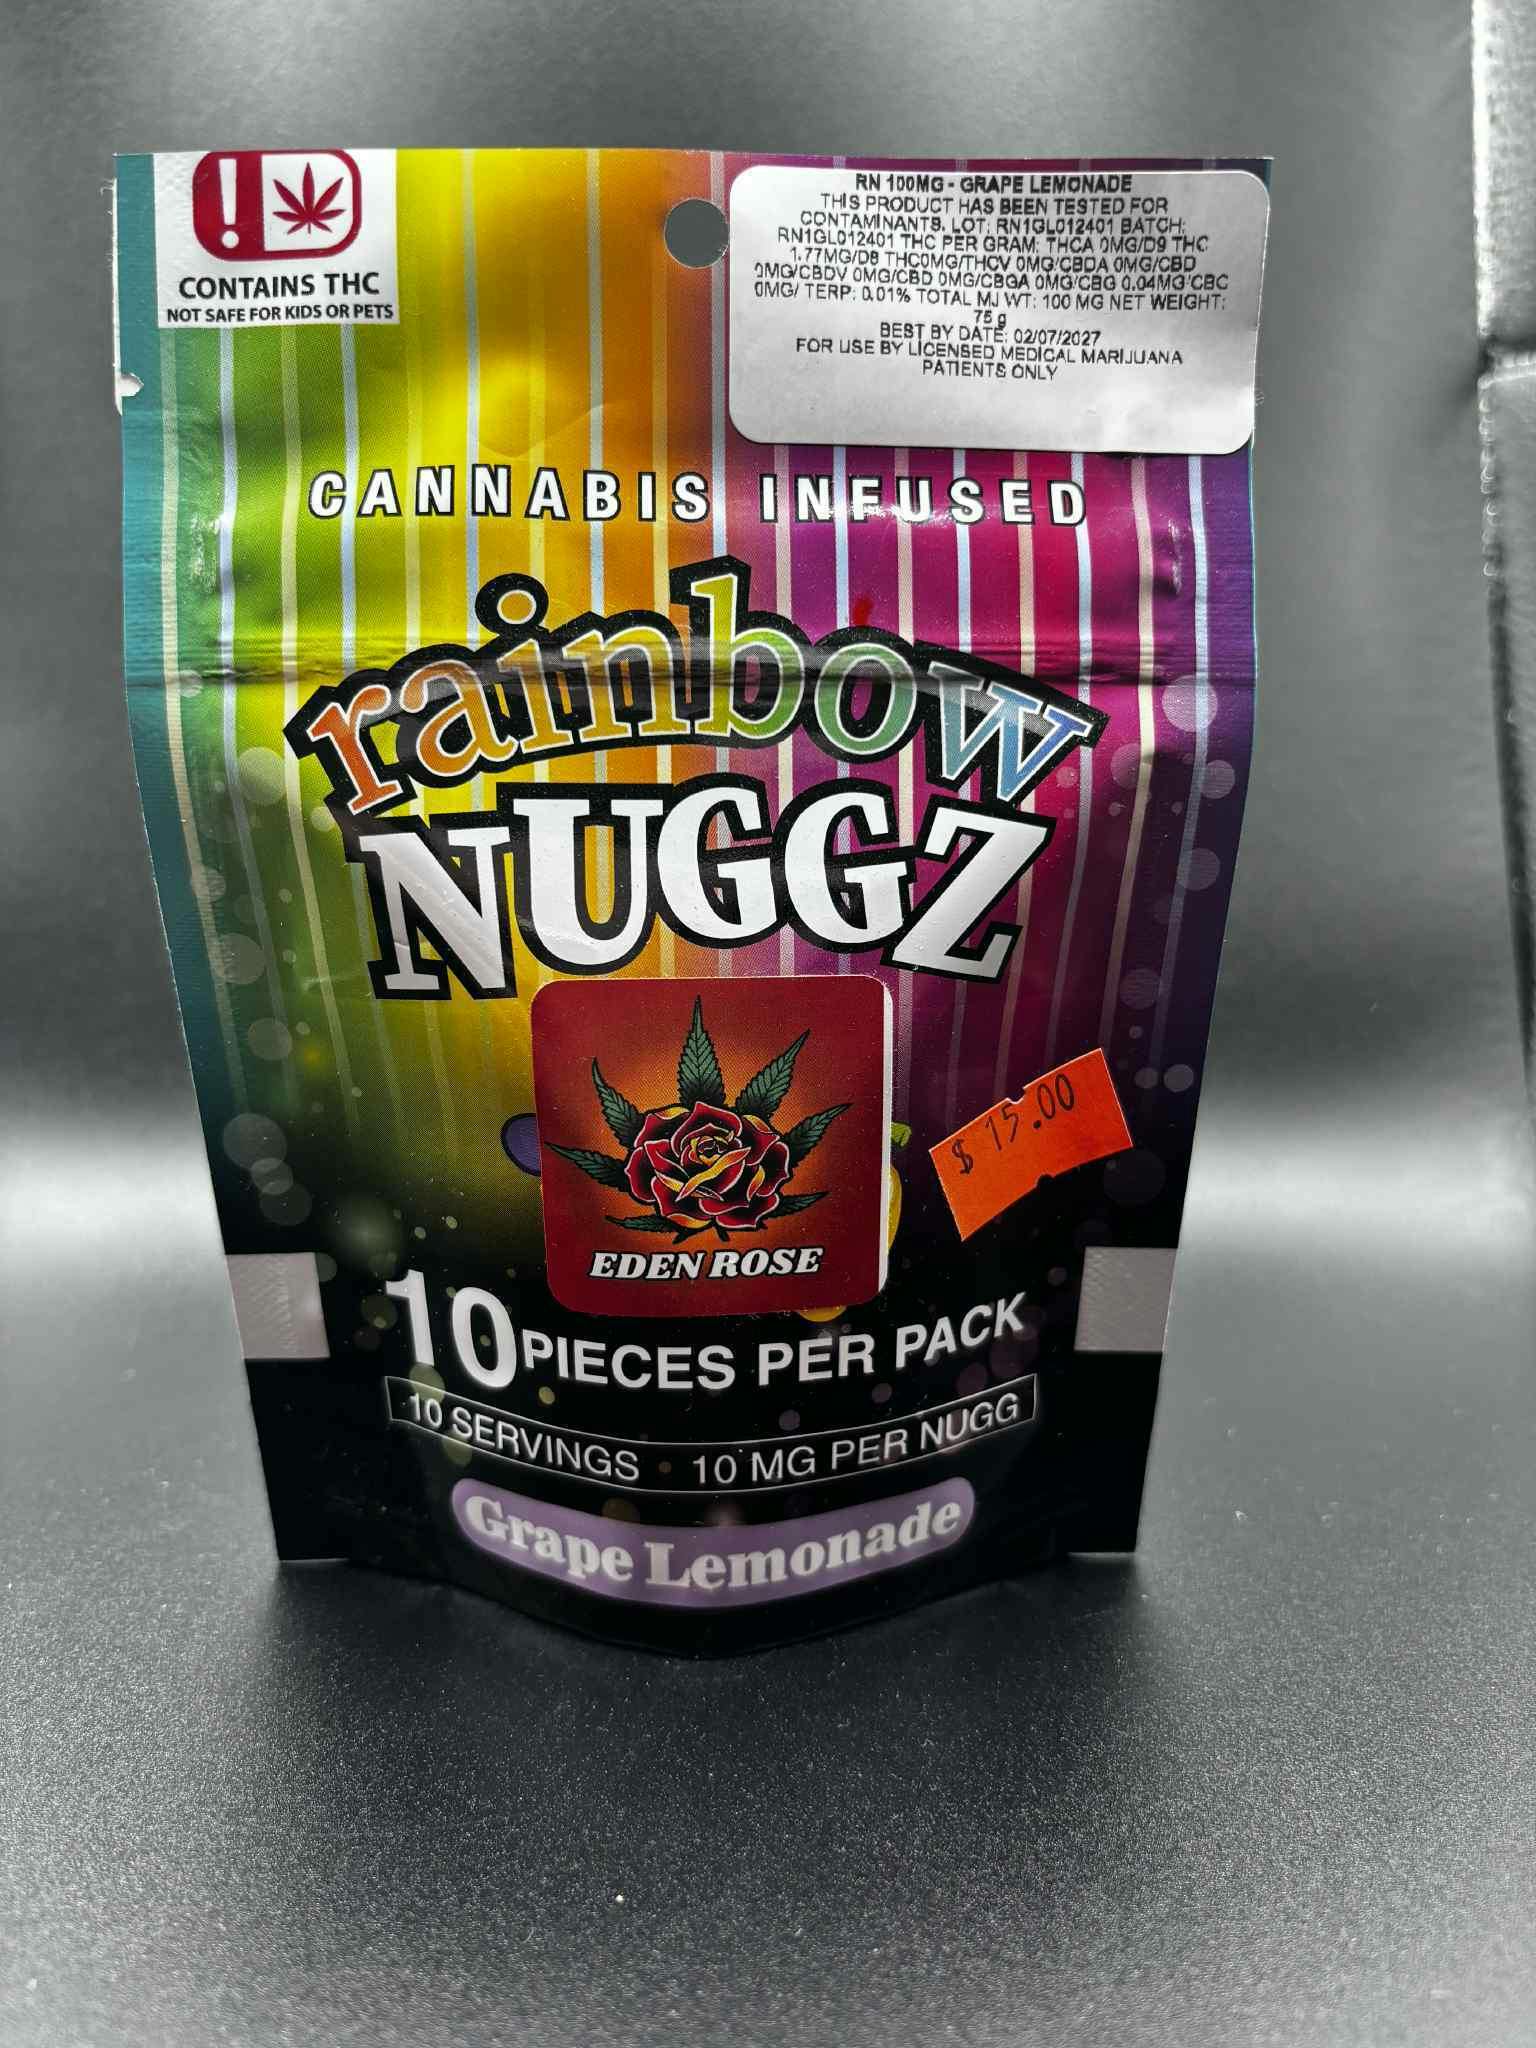 !
CONTAINS THC
NOT SAFE FOR KIDS OR PETS
RN 100MG - GRAPE LEMONADE
THIS PRODUCT HAS BEEN TESTED FOR
CONTAMINANTS. LOT: RN1GL012401 BATCH:
RN1GL012401 THC PER GRAM: THCA 0MG/D9 THC
1.77MG/D8 THC0MG/THCV 0MG/CBDA 0MG/CBD
0MG/CBDV 0MG/CBD 0MG/CBGA 0MG/CBG 0.04MG/CBC
0MG/ TERP: 0.01% TOTAL MJ WT: 100 MG NET WEIGHT:
75 g
BEST BY DATE: 02/07/2027
FOR USE BY LICENSED MEDICAL MARIJUANA
PATIENTS ONLY
CANNABIS INFUSED
rainbow
NUGGZ
EDEN ROSE
$ 15.00
10 PIECES PER PACK
10 SERVINGS • 10 MG PER NUGG
Grape Lemonade